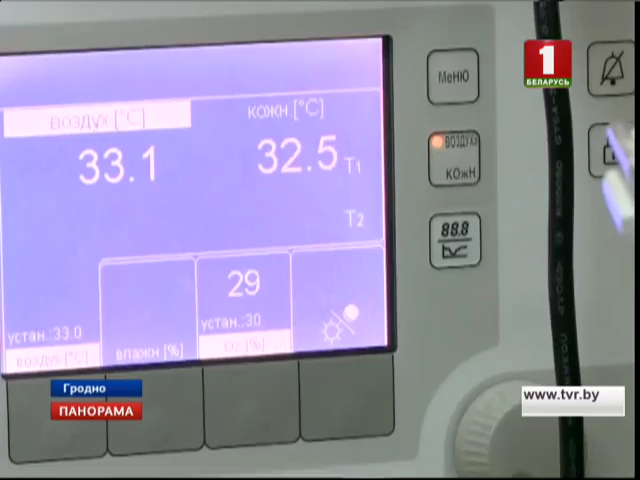 воздух [°C]
кожн.[°C]
33.1
32.5 T1
T2
29
устан.:33.0
устан.:30
воздух [°C]
влажн.[%]
O2 [%]
МеНЮ
ВОЗДУХ
КОжН
88.8
1
БЕЛАРУСЬ
Гродно
ПАНОРАМА
www.tvr.by